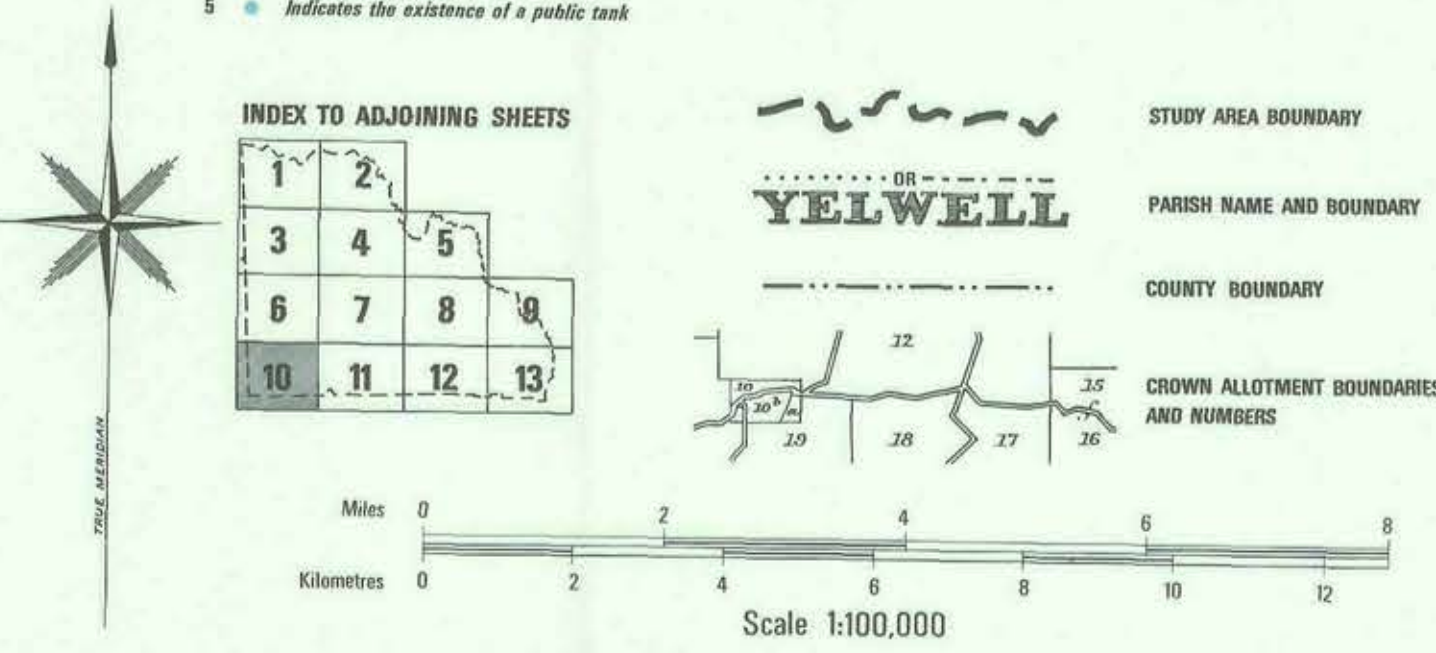 5 Indicates the existence of a public tank
INDEX TO ADJOINING SHEETS
1 2
3 4 5
6 7 8 9
10 11 12 13
TRUE MERIDIAN
STUDY AREA BOUNDARY
OR
YELWELL
PARISH NAME AND BOUNDARY
COUNTY BOUNDARY
12
10 15
10b a
19 18 17 16
CROWN ALLOTMENT BOUNDARIES
AND NUMBERS
Miles 0 2 4 6 8
Kilometres 0 2 4 6 8 10 12
Scale 1:100,000